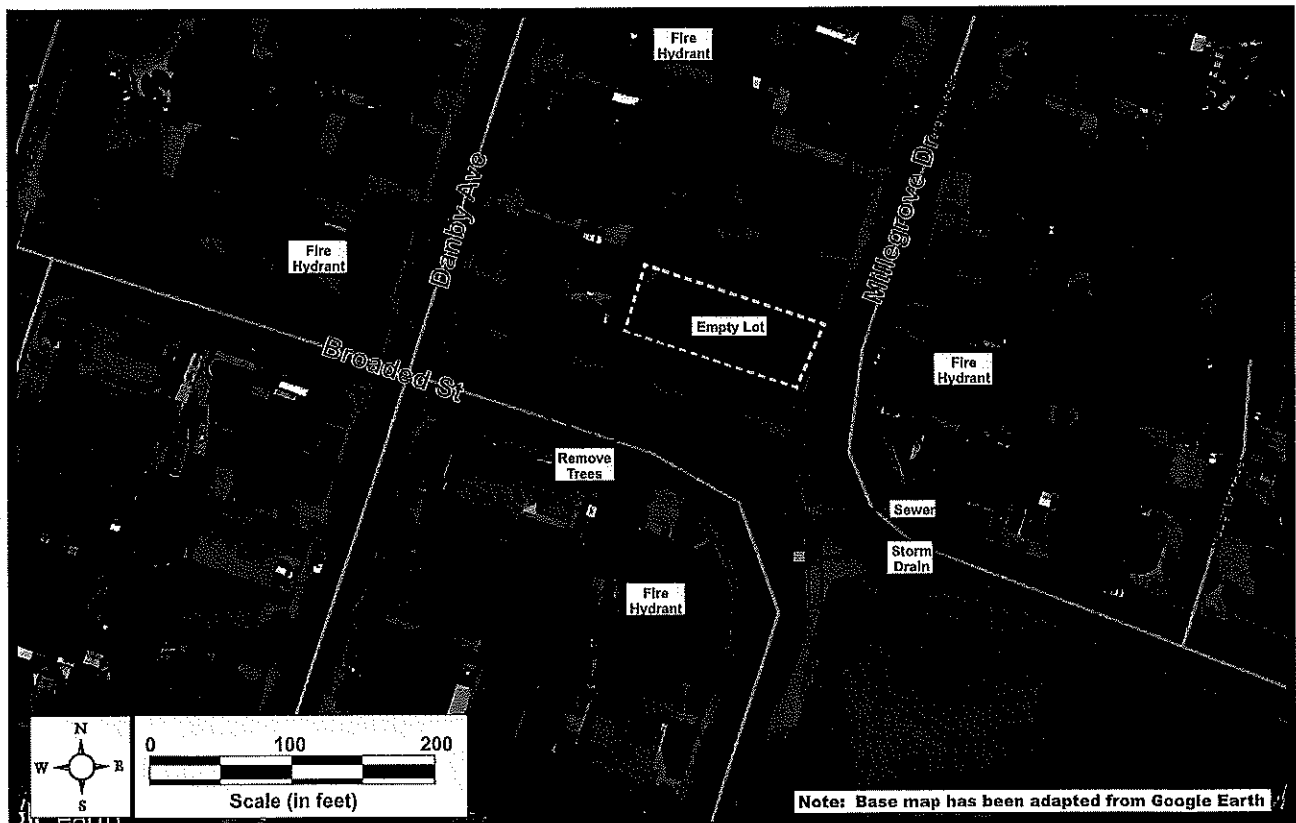 Fire
Hydrant
Danby Ave
Millegrove Dr
Fire
Hydrant
Empty Lot
Broaded St
Fire
Hydrant
Remove
Trees
Sewer
Storm
Drain
Fire
Hydrant
N
W
E
S
0
100
200
Scale (in feet)
Note: Base map has been adapted from Google Earth
Earth